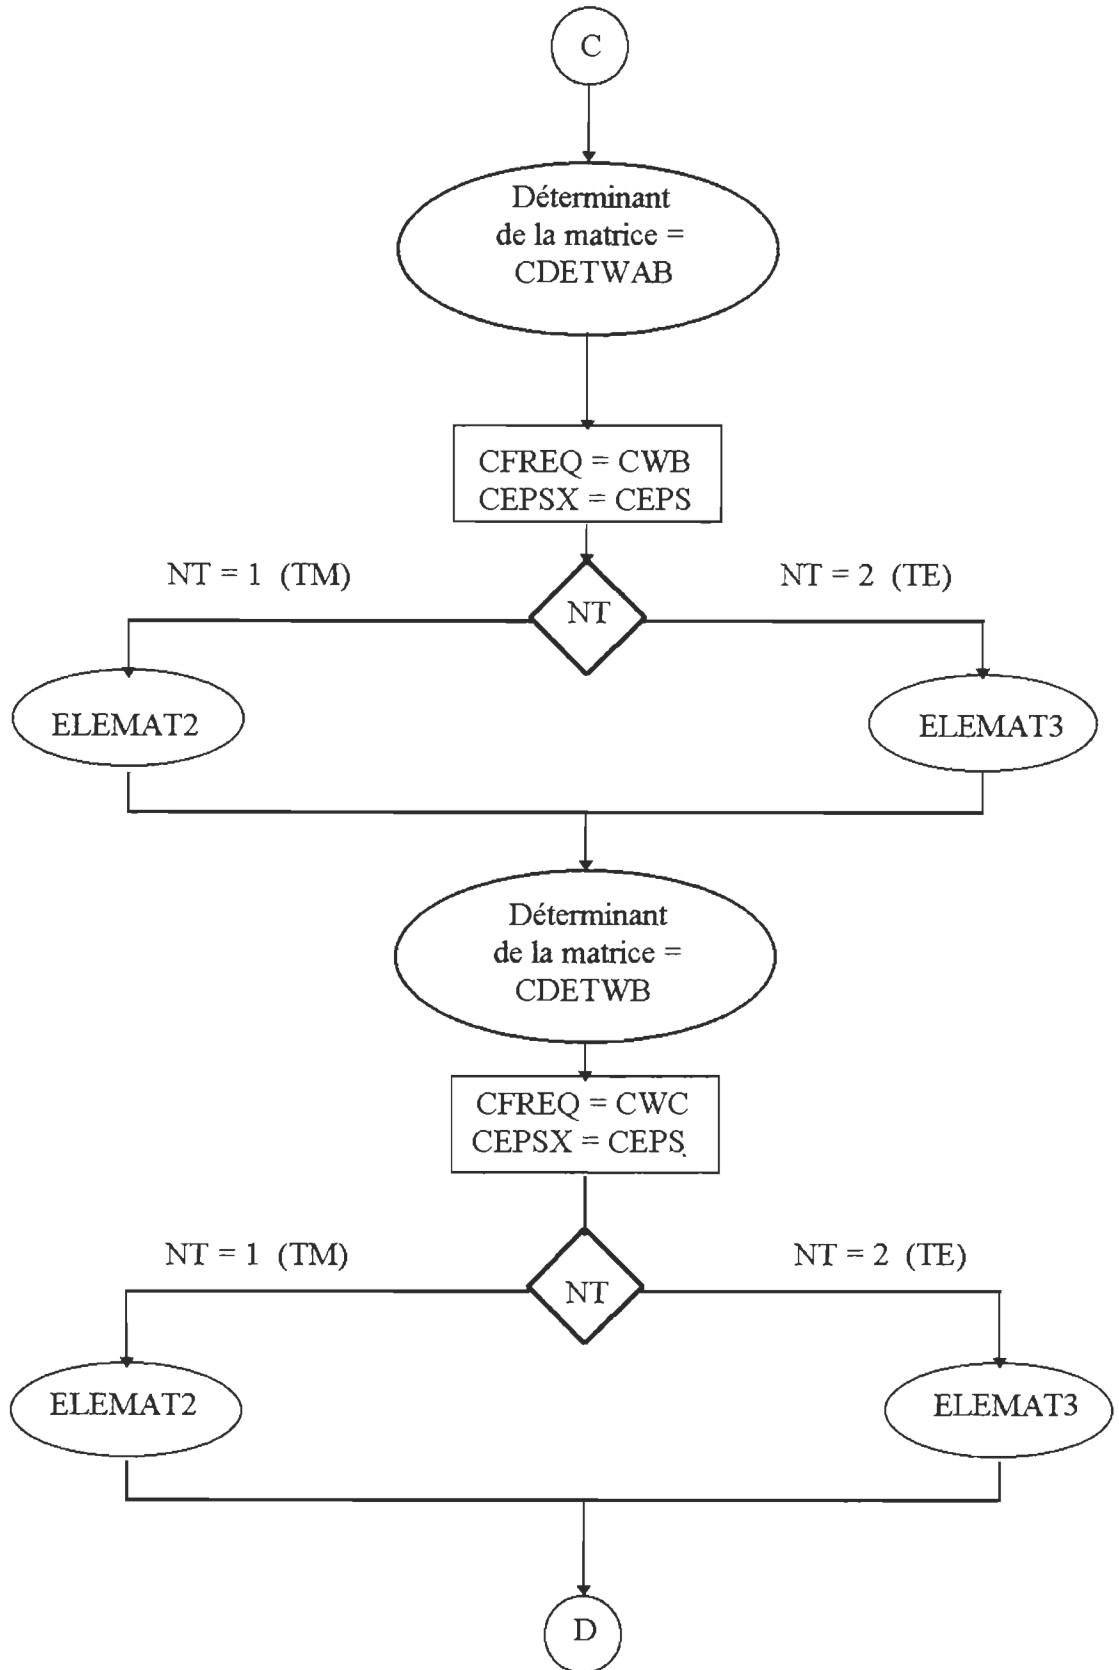 C
Déterminant
de la matrice =
CDETWAB
CFREQ = CWB
CEPSX = CEPS
NT = 1 (TM)
NT = 2 (TE)
NT
ELEMAT2
ELEMAT3
Déterminant
de la matrice =
CDETWB
CFREQ = CWC
CEPSX = CEPS
NT = 1 (TM)
NT = 2 (TE)
NT
ELEMAT2
ELEMAT3
D